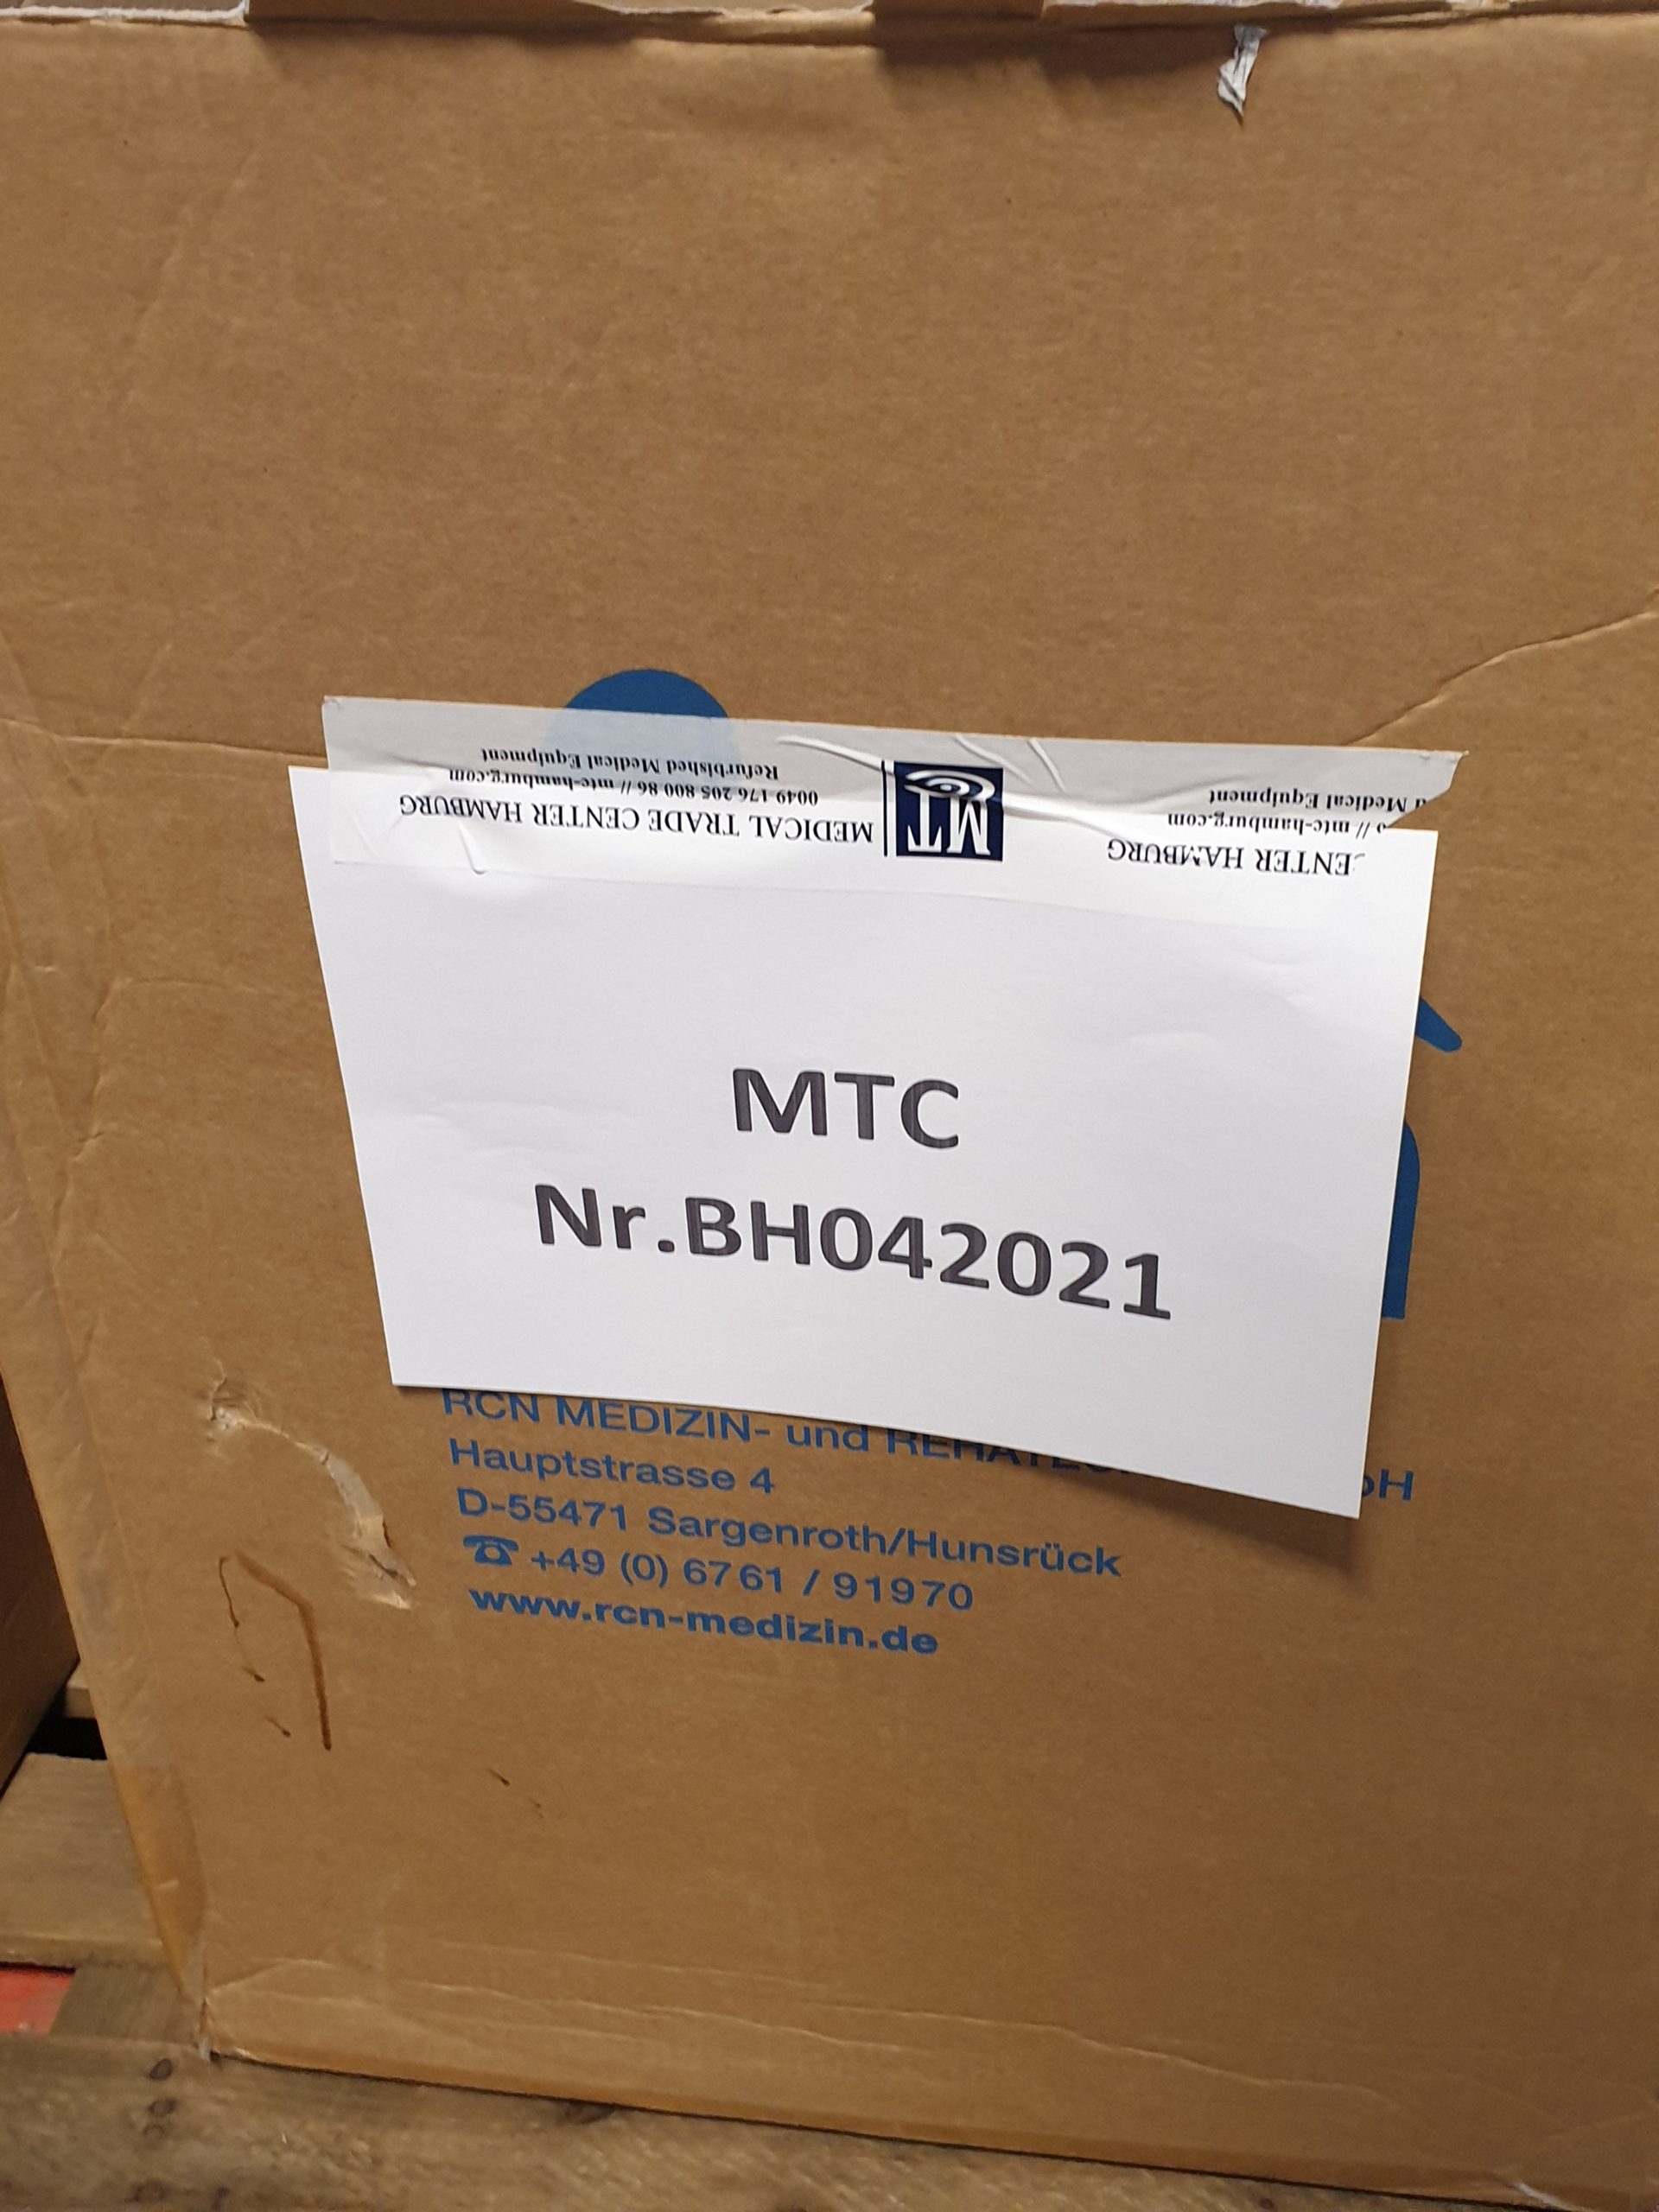 Refurbished Medical Equipment
0049 176 205 800 86 // mtc-hamburg.com
MEDICAL TRADE CENTER HAMBURG
MT
Medical Equipment
// mtc-hamburg.com
ENTER HAMBURG
MTC
Nr.BH042021
RCN MEDIZIN- und
Hauptstrasse 4
D-55471 Sargenroth/Hunsrück
☎ +49 (0) 6761 / 91970
www.rcn-medizin.de